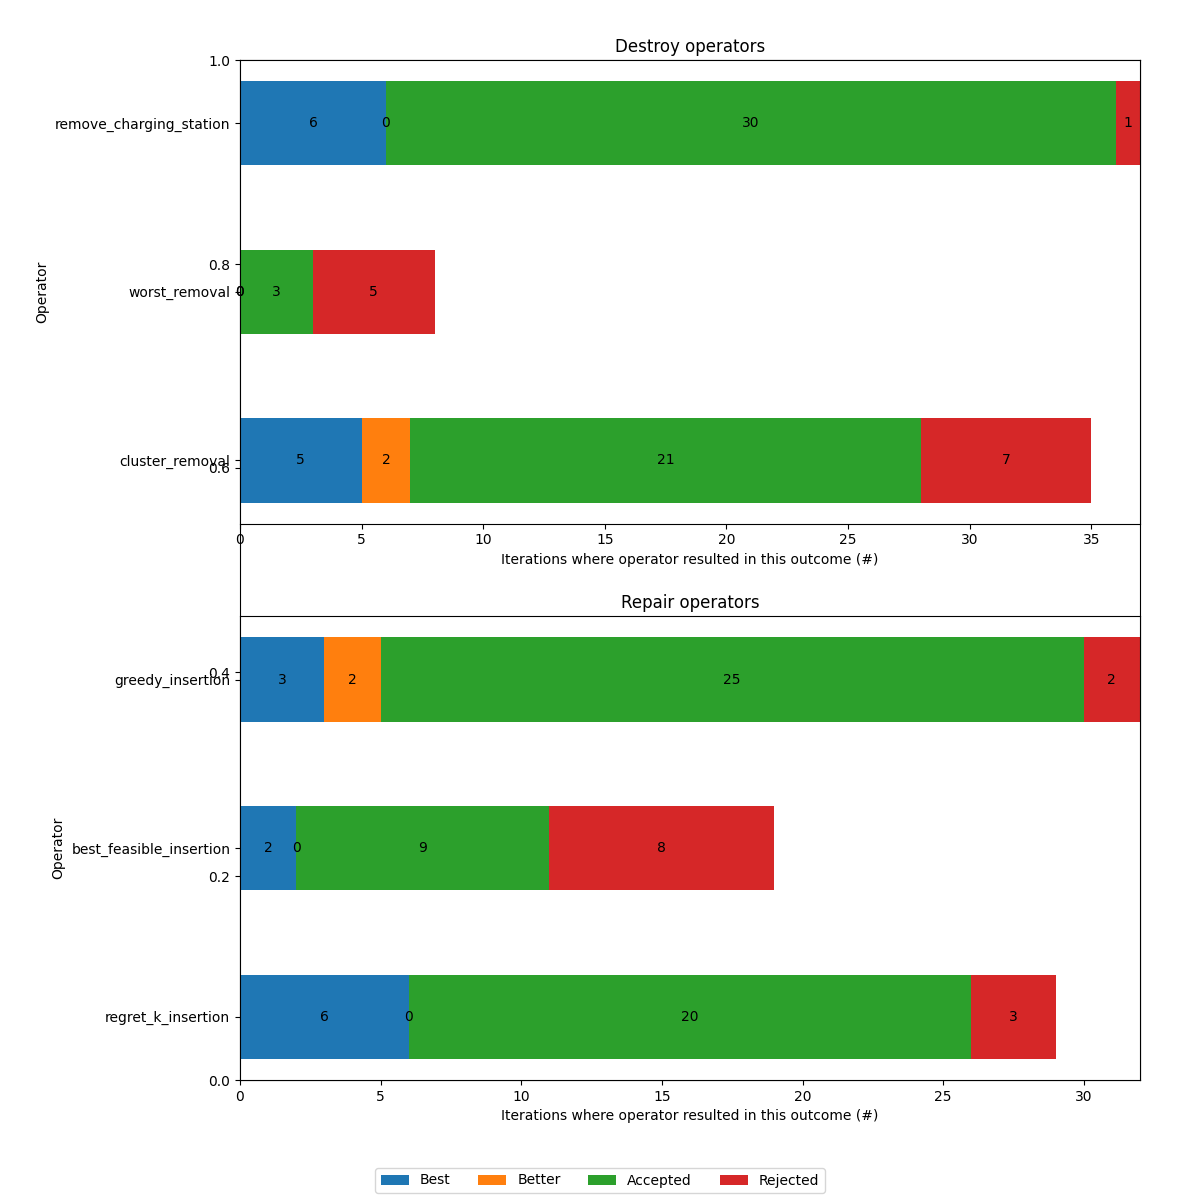 Destroy operators
1.0
remove_charging_station 6 0 30 1
0.8
worst_removal 0 0 3 5
Operator
cluster_removal 5 2 21 7
0.6
0 5 10 15 20 25 30 35
Iterations where operator resulted in this outcome (#)
Repair operators
0.4
greedy_insertion 3 2 25 2
best_feasible_insertion 2 0 9 8
Operator
0.2
regret_k_insertion 6 0 20 3
0.0
0 5 10 15 20 25 30
Iterations where operator resulted in this outcome (#)
Best Better Accepted Rejected